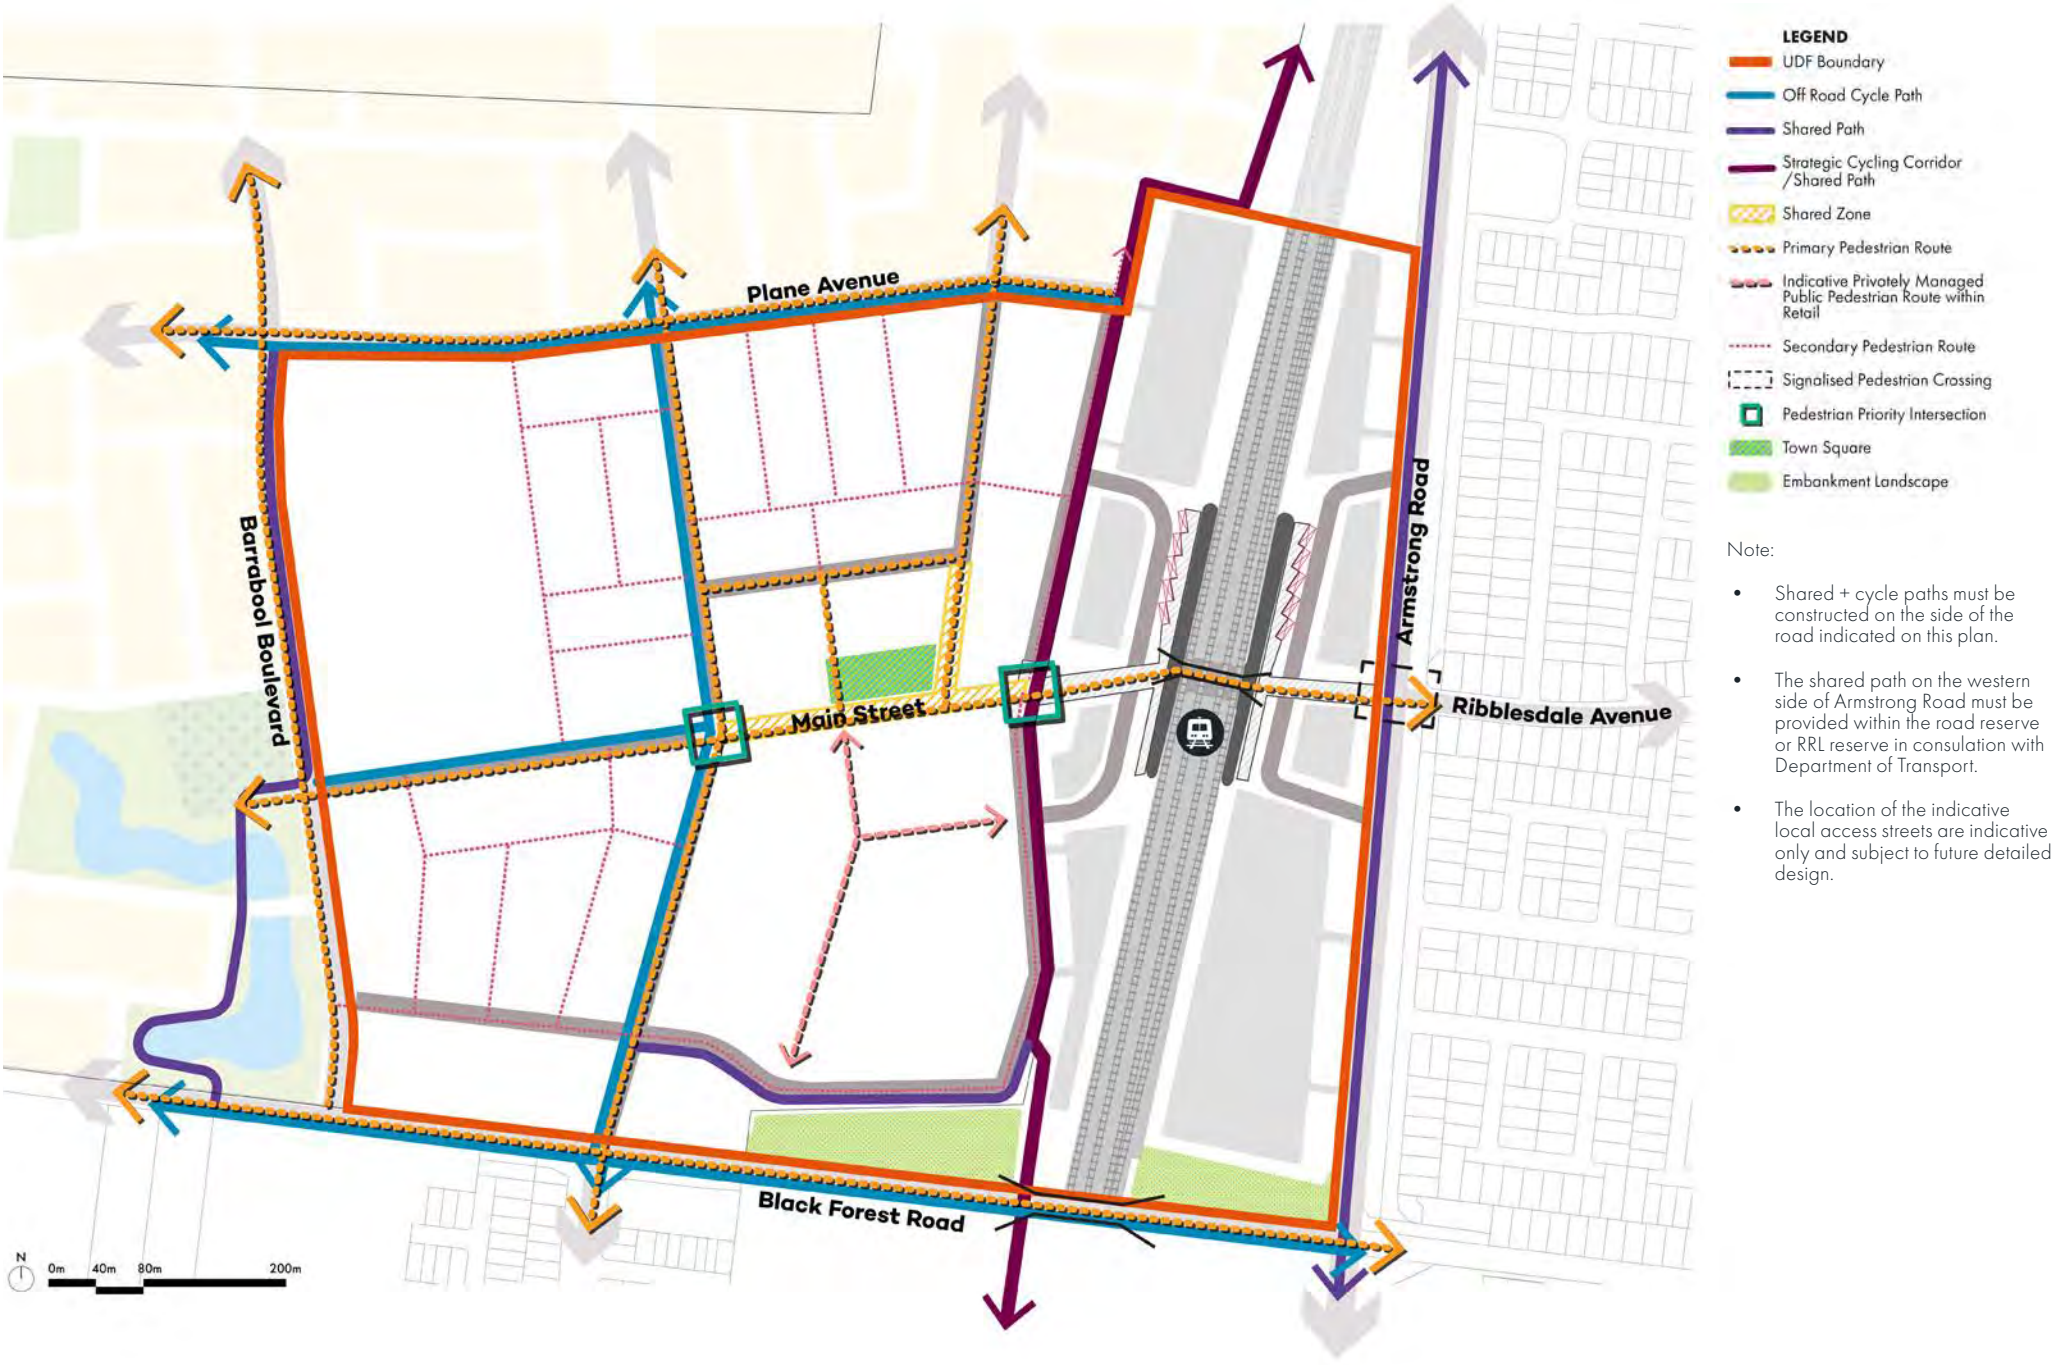 Plane Avenue
Barrabool Boulevard
Main Street
Armstrong Road
Ribblesdale Avenue
Black Forest Road
N
0m 40m 80m 200m
LEGEND
UDF Boundary
Off Road Cycle Path
Shared Path
Strategic Cycling Corridor
/Shared Path
Shared Zone
Primary Pedestrian Route
Indicative Privotely Managed
Public Pedestrian Route within
Retail
Secondary Pedestrian Route
Signalised Pedestrian Crossing
Pedestrian Priority Intersection
Town Square
Embankment Landscape
Note:
• Shared + cycle paths must be
constructed on the side of the
road indicated on this plan.
• The shared path on the western
side of Armstrong Road must be
provided within the road reserve
or RRL reserve in consulation with
Department of Transport.
• The location of the indicative
local access streets are indicative
only and subject to future detailed
design.